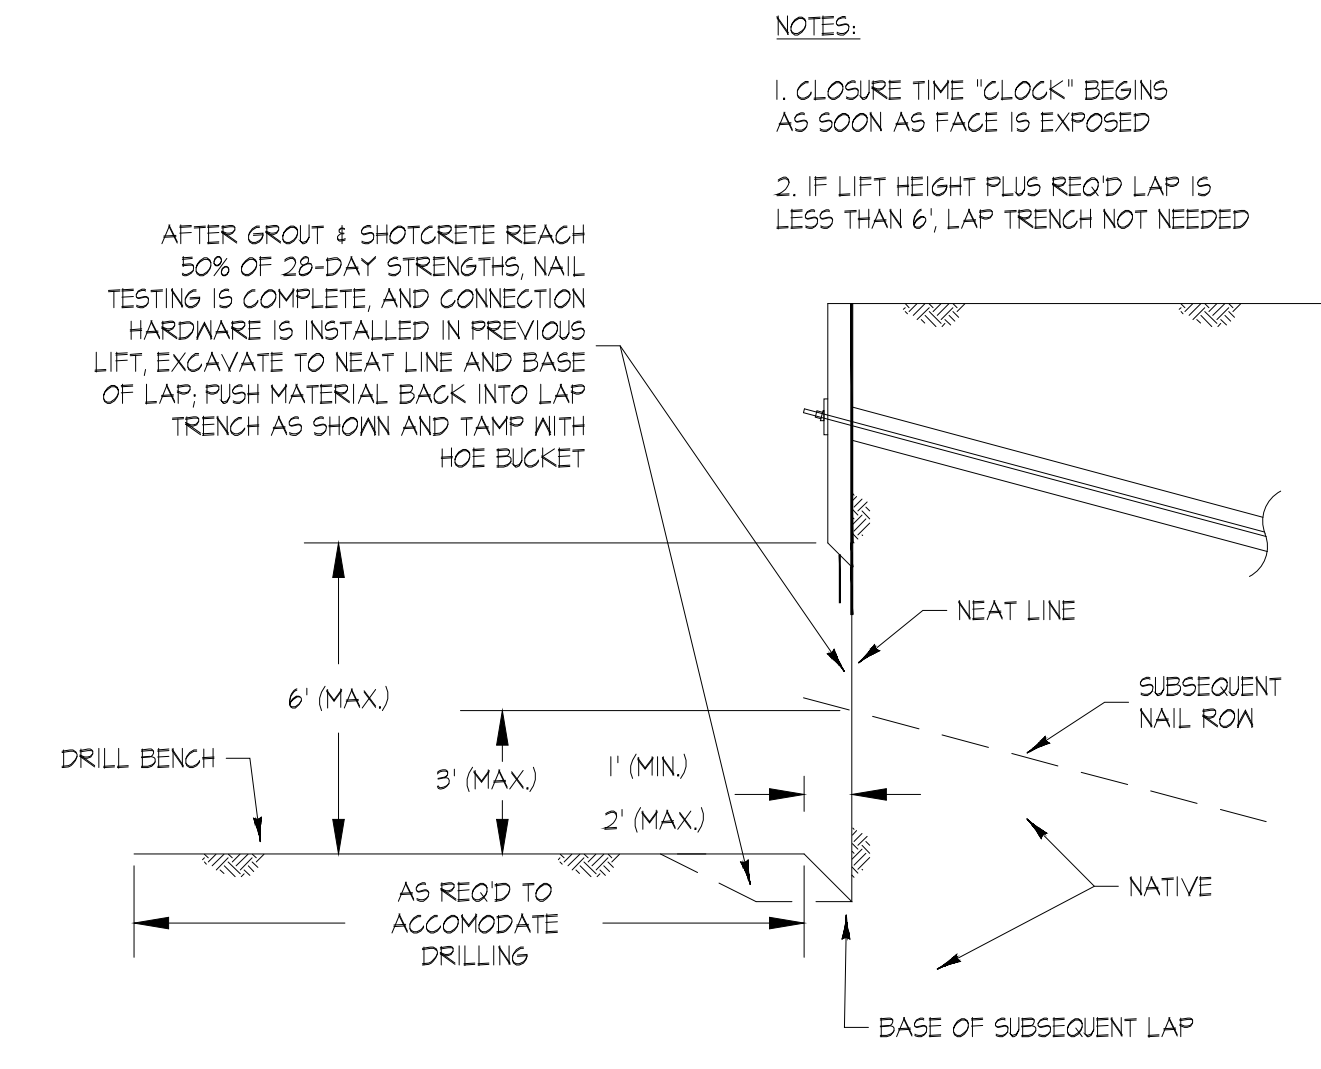 NOTES:
1. CLOSURE TIME "CLOCK" BEGINS
AS SOON AS FACE IS EXPOSED
2. IF LIFT HEIGHT PLUS REQ'D LAP IS
LESS THAN 6', LAP TRENCH NOT NEEDED
AFTER GROUT & SHOTCRETE REACH
50% OF 28-DAY STRENGTHS, NAIL
TESTING IS COMPLETE, AND CONNECTION
HARDWARE IS INSTALLED IN PREVIOUS
LIFT, EXCAVATE TO NEAT LINE AND BASE
OF LAP; PUSH MATERIAL BACK INTO LAP
TRENCH AS SHOWN AND TAMP WITH
HOE BUCKET
NEAT LINE
SUBSEQUENT
NAIL ROW
6' (MAX.)
DRILL BENCH
3' (MAX.)
1' (MIN.)
2' (MAX.)
AS REQ'D TO
ACCOMODATE
DRILLING
NATIVE
BASE OF SUBSEQUENT LAP